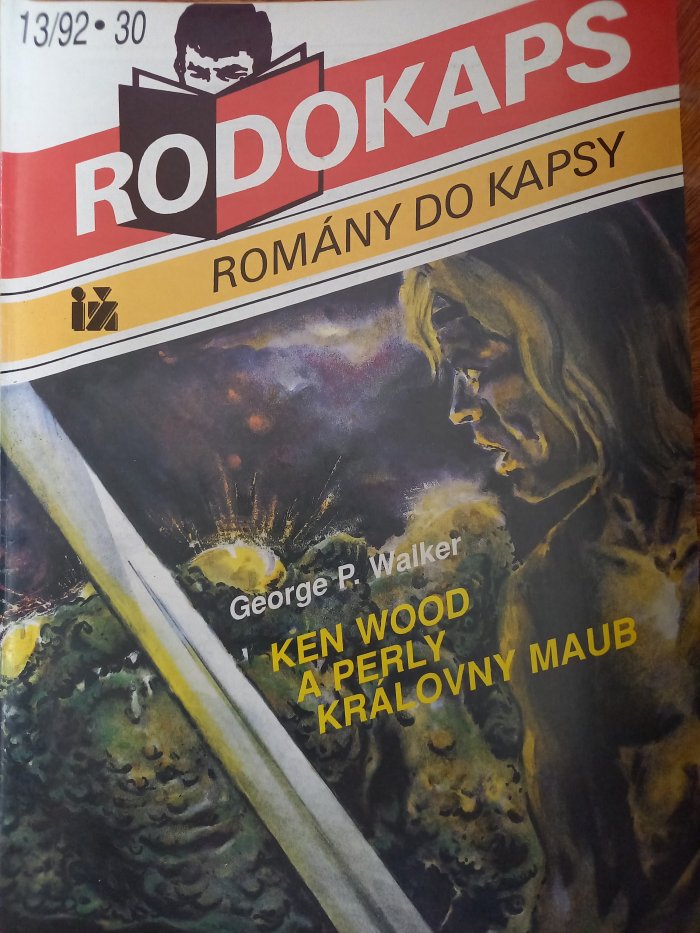 13/92 • 30
RODOKAPS
ROMÁNY DO KAPSY
iž
George P. Walker
KEN WOOD
A PERLY
KRÁLOVNY MAUB